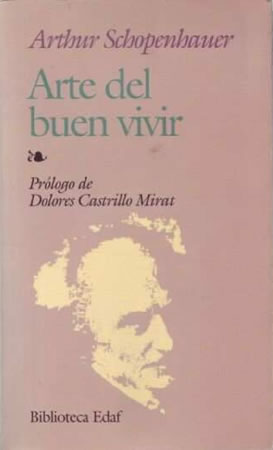 Arthur Schopenhauer
Arte del
buen vivir
Prólogo de
Dolores Castrillo Mirat
Biblioteca Edaf